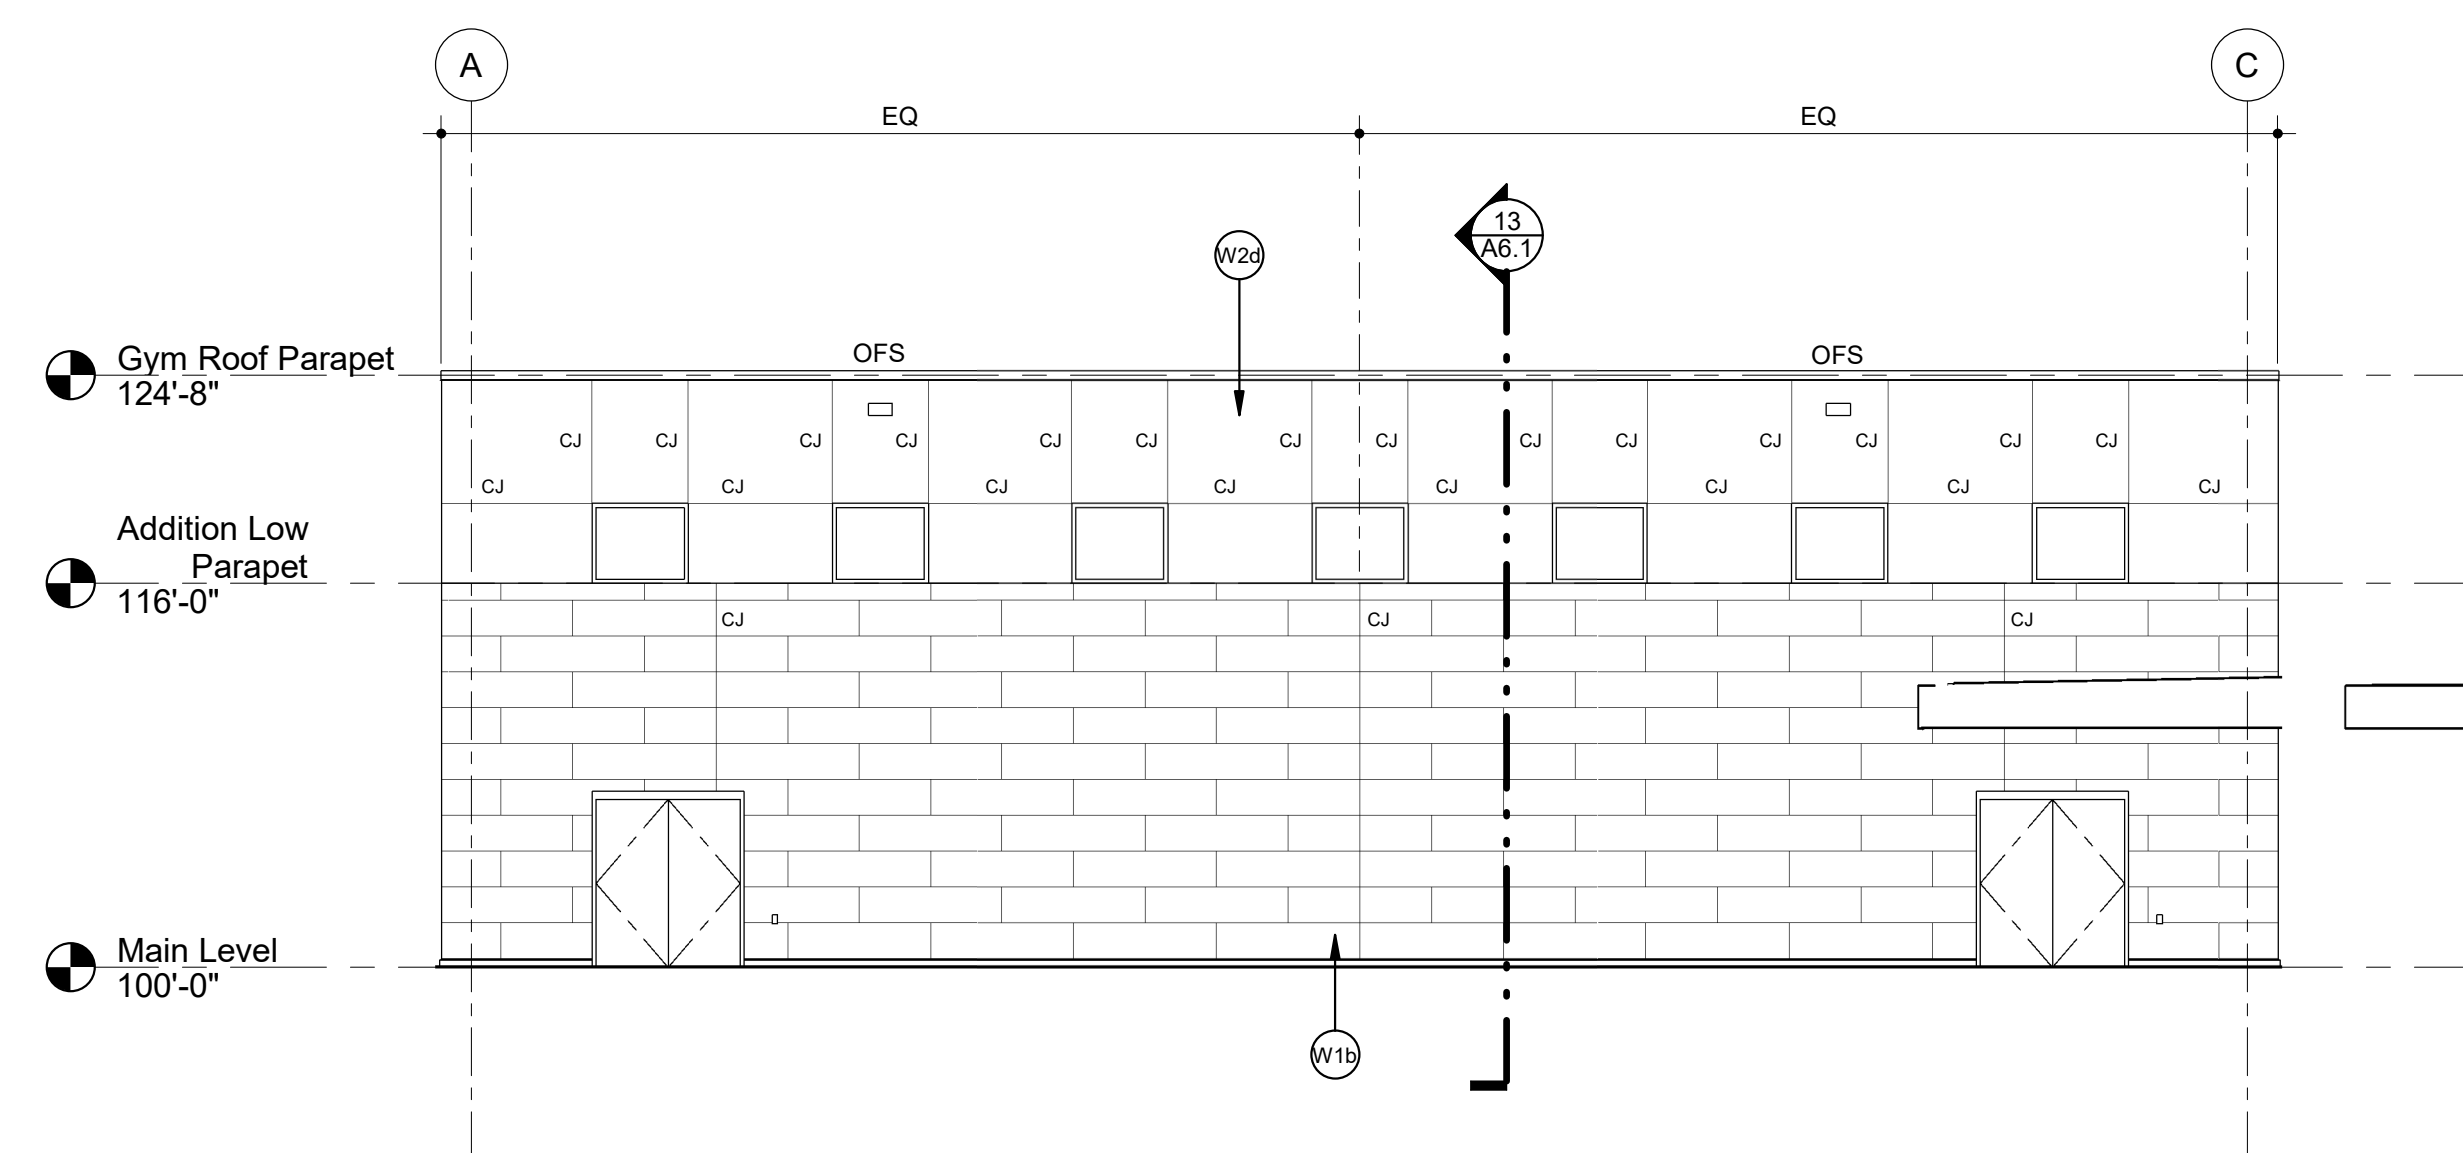 A
C
EQ
EQ
13
A6.1
W2d
OFS
OFS
Gym Roof Parapet
124'-8"
CJ CJ CJ CJ CJ CJ CJ CJ CJ CJ CJ CJ CJ CJ
CJ CJ CJ CJ CJ CJ CJ CJ
Addition Low
Parapet
116'-0"
CJ CJ CJ
Main Level
100'-0"
W1b